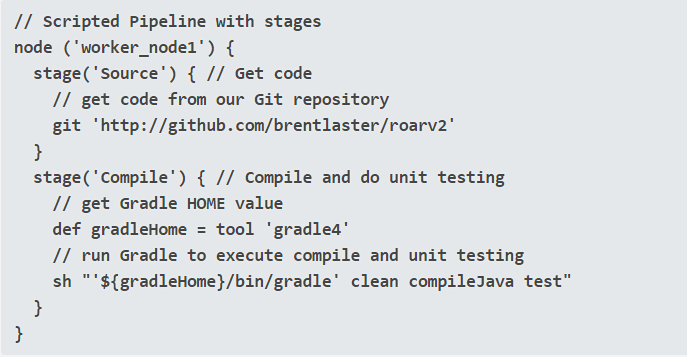 // Scripted Pipeline with stages
node ('worker_node1') {
  stage('Source') { // Get code
    // get code from our Git repository
    git 'http://github.com/brentlaster/roarv2'
  }
  stage('Compile') { // Compile and do unit testing
    // get Gradle HOME value
    def gradleHome = tool 'gradle4'
    // run Gradle to execute compile and unit testing
    sh "'${gradleHome}/bin/gradle' clean compileJava test"
  }
}